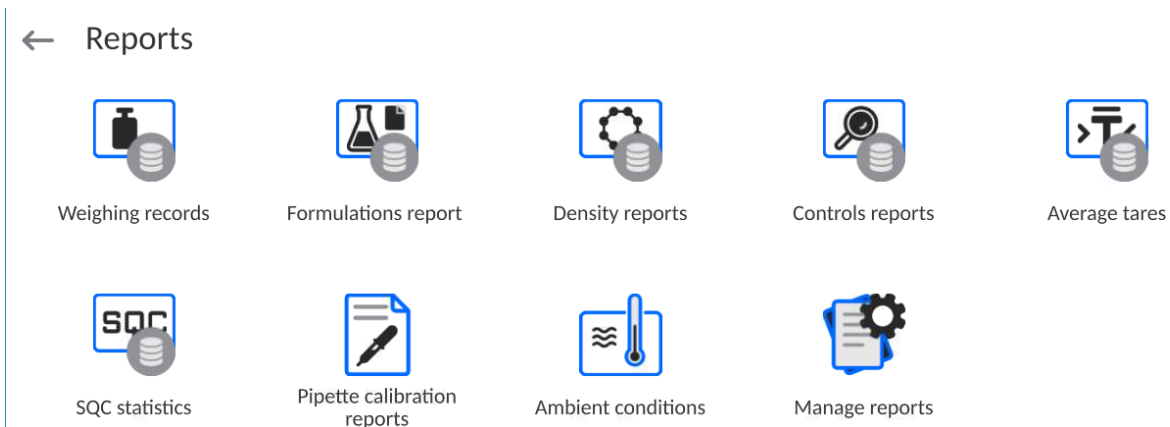 Reports
Weighing records
Formulations report
Density reports
Controls reports
Average tares
T
SQC
SQC statistics
Pipette calibration
reports
Ambient conditions
Manage reports